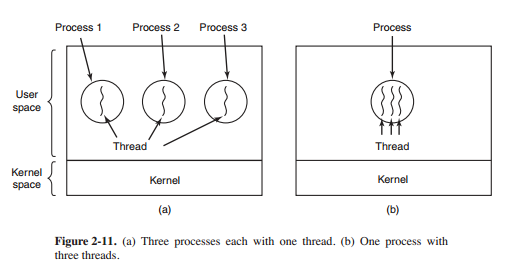 Process 1 Process 2 Process 3 Process
User
space
Thread Thread
Kernel
space
Kernel Kernel
(a) (b)
Figure 2-11. (a) Three processes each with one thread. (b) One process with
three threads.